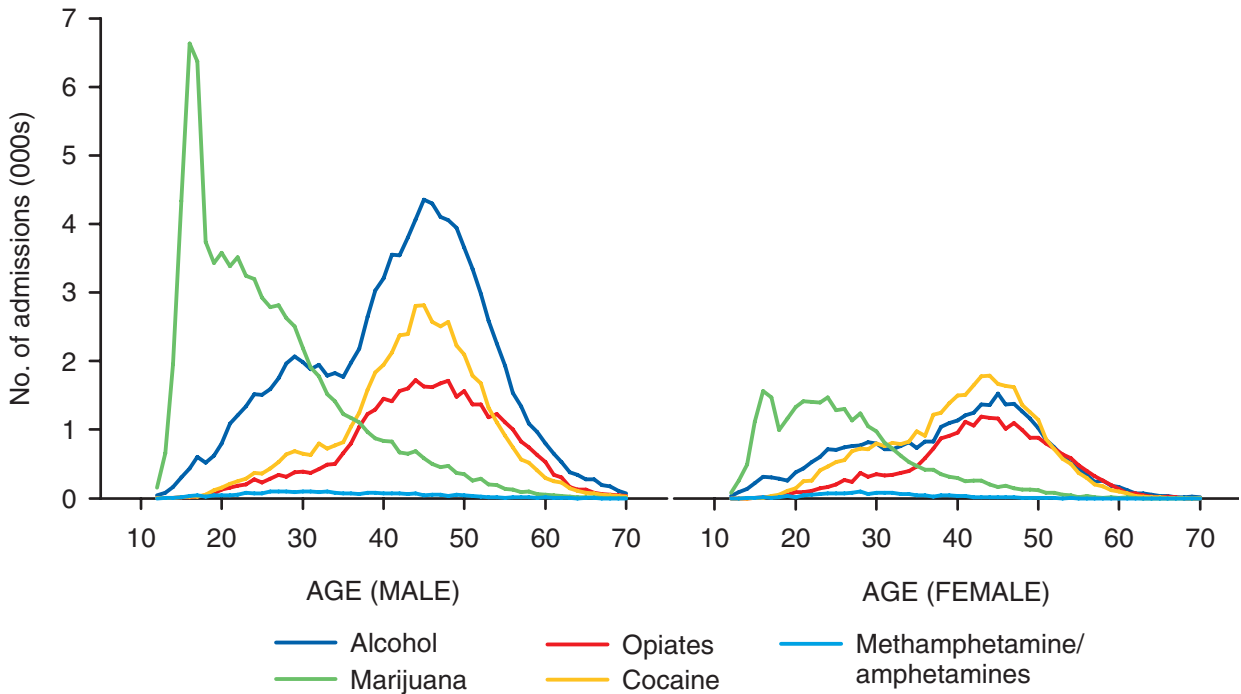 No. of admissions (000s)
7
6
5
4
3
2
1
0
10 20 30 40 50 60 70
10 20 30 40 50 60 70
AGE (MALE)
AGE (FEMALE)
Alcohol
Marijuana
Opiates
Cocaine
Methamphetamine/
amphetamines